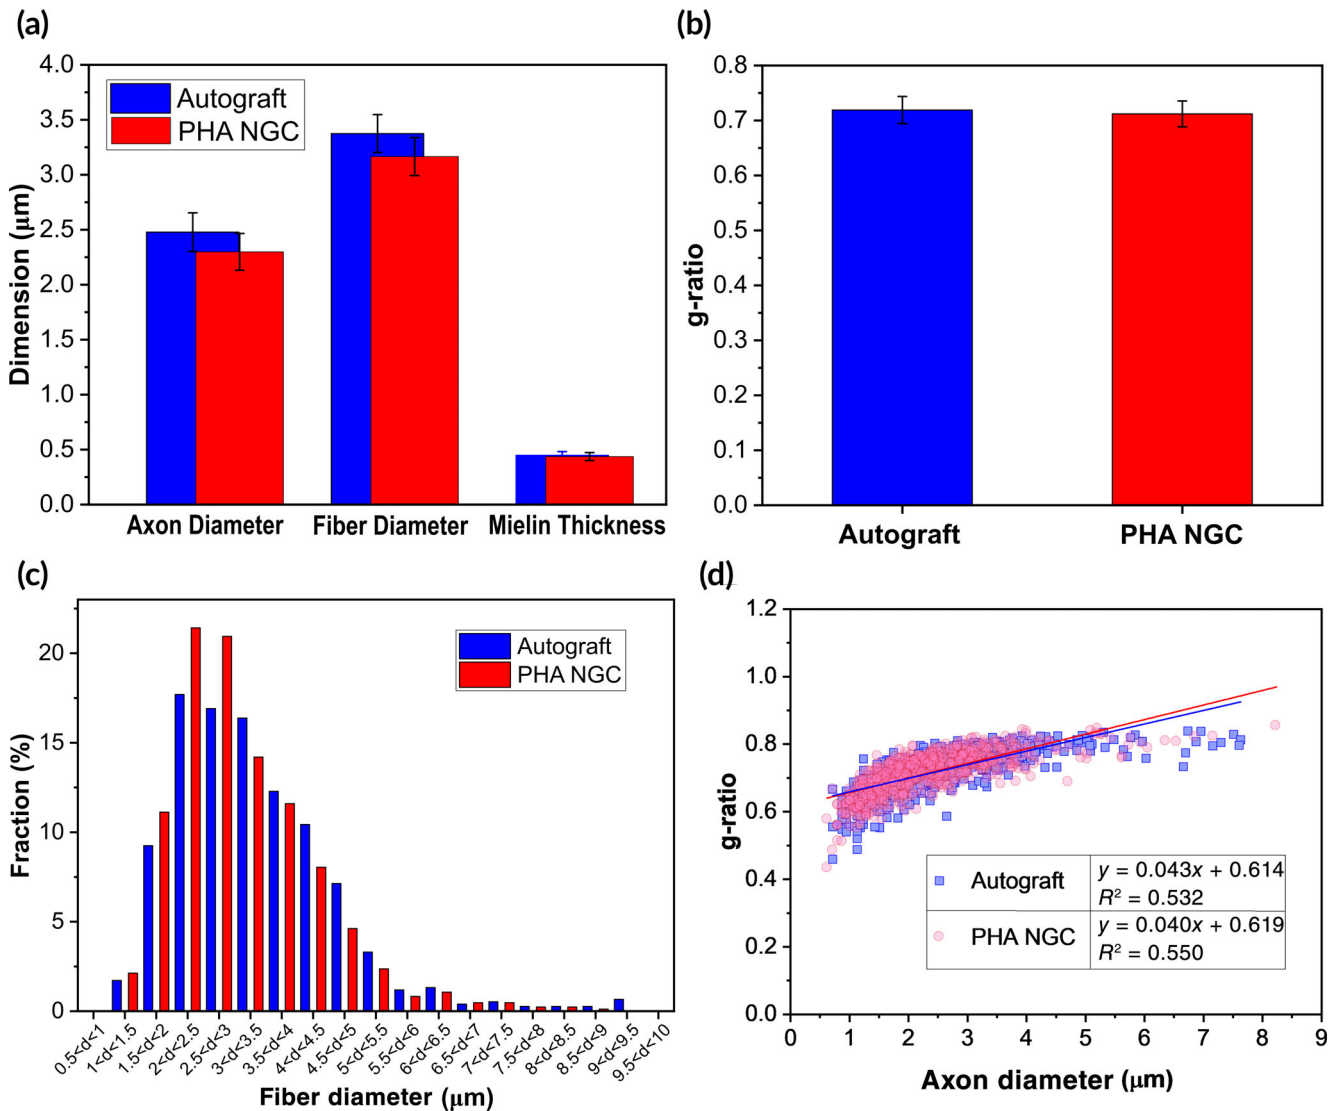 (a)
4.0
3.5
3.0
2.5
2.0
1.5
1.0
0.5
0.0
Dimension (μm)
Autograft
PHA NGC
Axon Diameter
Fiber Diameter
Mielin Thickness
(b)
0.8
0.7
0.6
0.5
0.4
0.3
0.2
0.1
0.0
g-ratio
Autograft
PHA NGC
(c)
20
15
10
5
0
Fraction (%)
Autograft
PHA NGC
0.5<d<1
1<d<1.5
1.5<d<2
2<d<2.5
2.5<d<3
3<d<3.5
3.5<d<4
4<d<4.5
4.5<d<5
5<d<5.5
5.5<d<6
6<d<6.5
6.5<d<7
7<d<7.5
7.5<d<8
8<d<8.5
8.5<d<9
9<d<9.5
9.5<d<10
Fiber diameter (μm)
(d)
1.2
1.0
0.8
0.6
0.4
0.2
0.0
g-ratio
Autograft
y = 0.043x + 0.614
R² = 0.532
PHA NGC
y = 0.040x + 0.619
R² = 0.550
0 1 2 3 4 5 6 7 8 9
Axon diameter (μm)